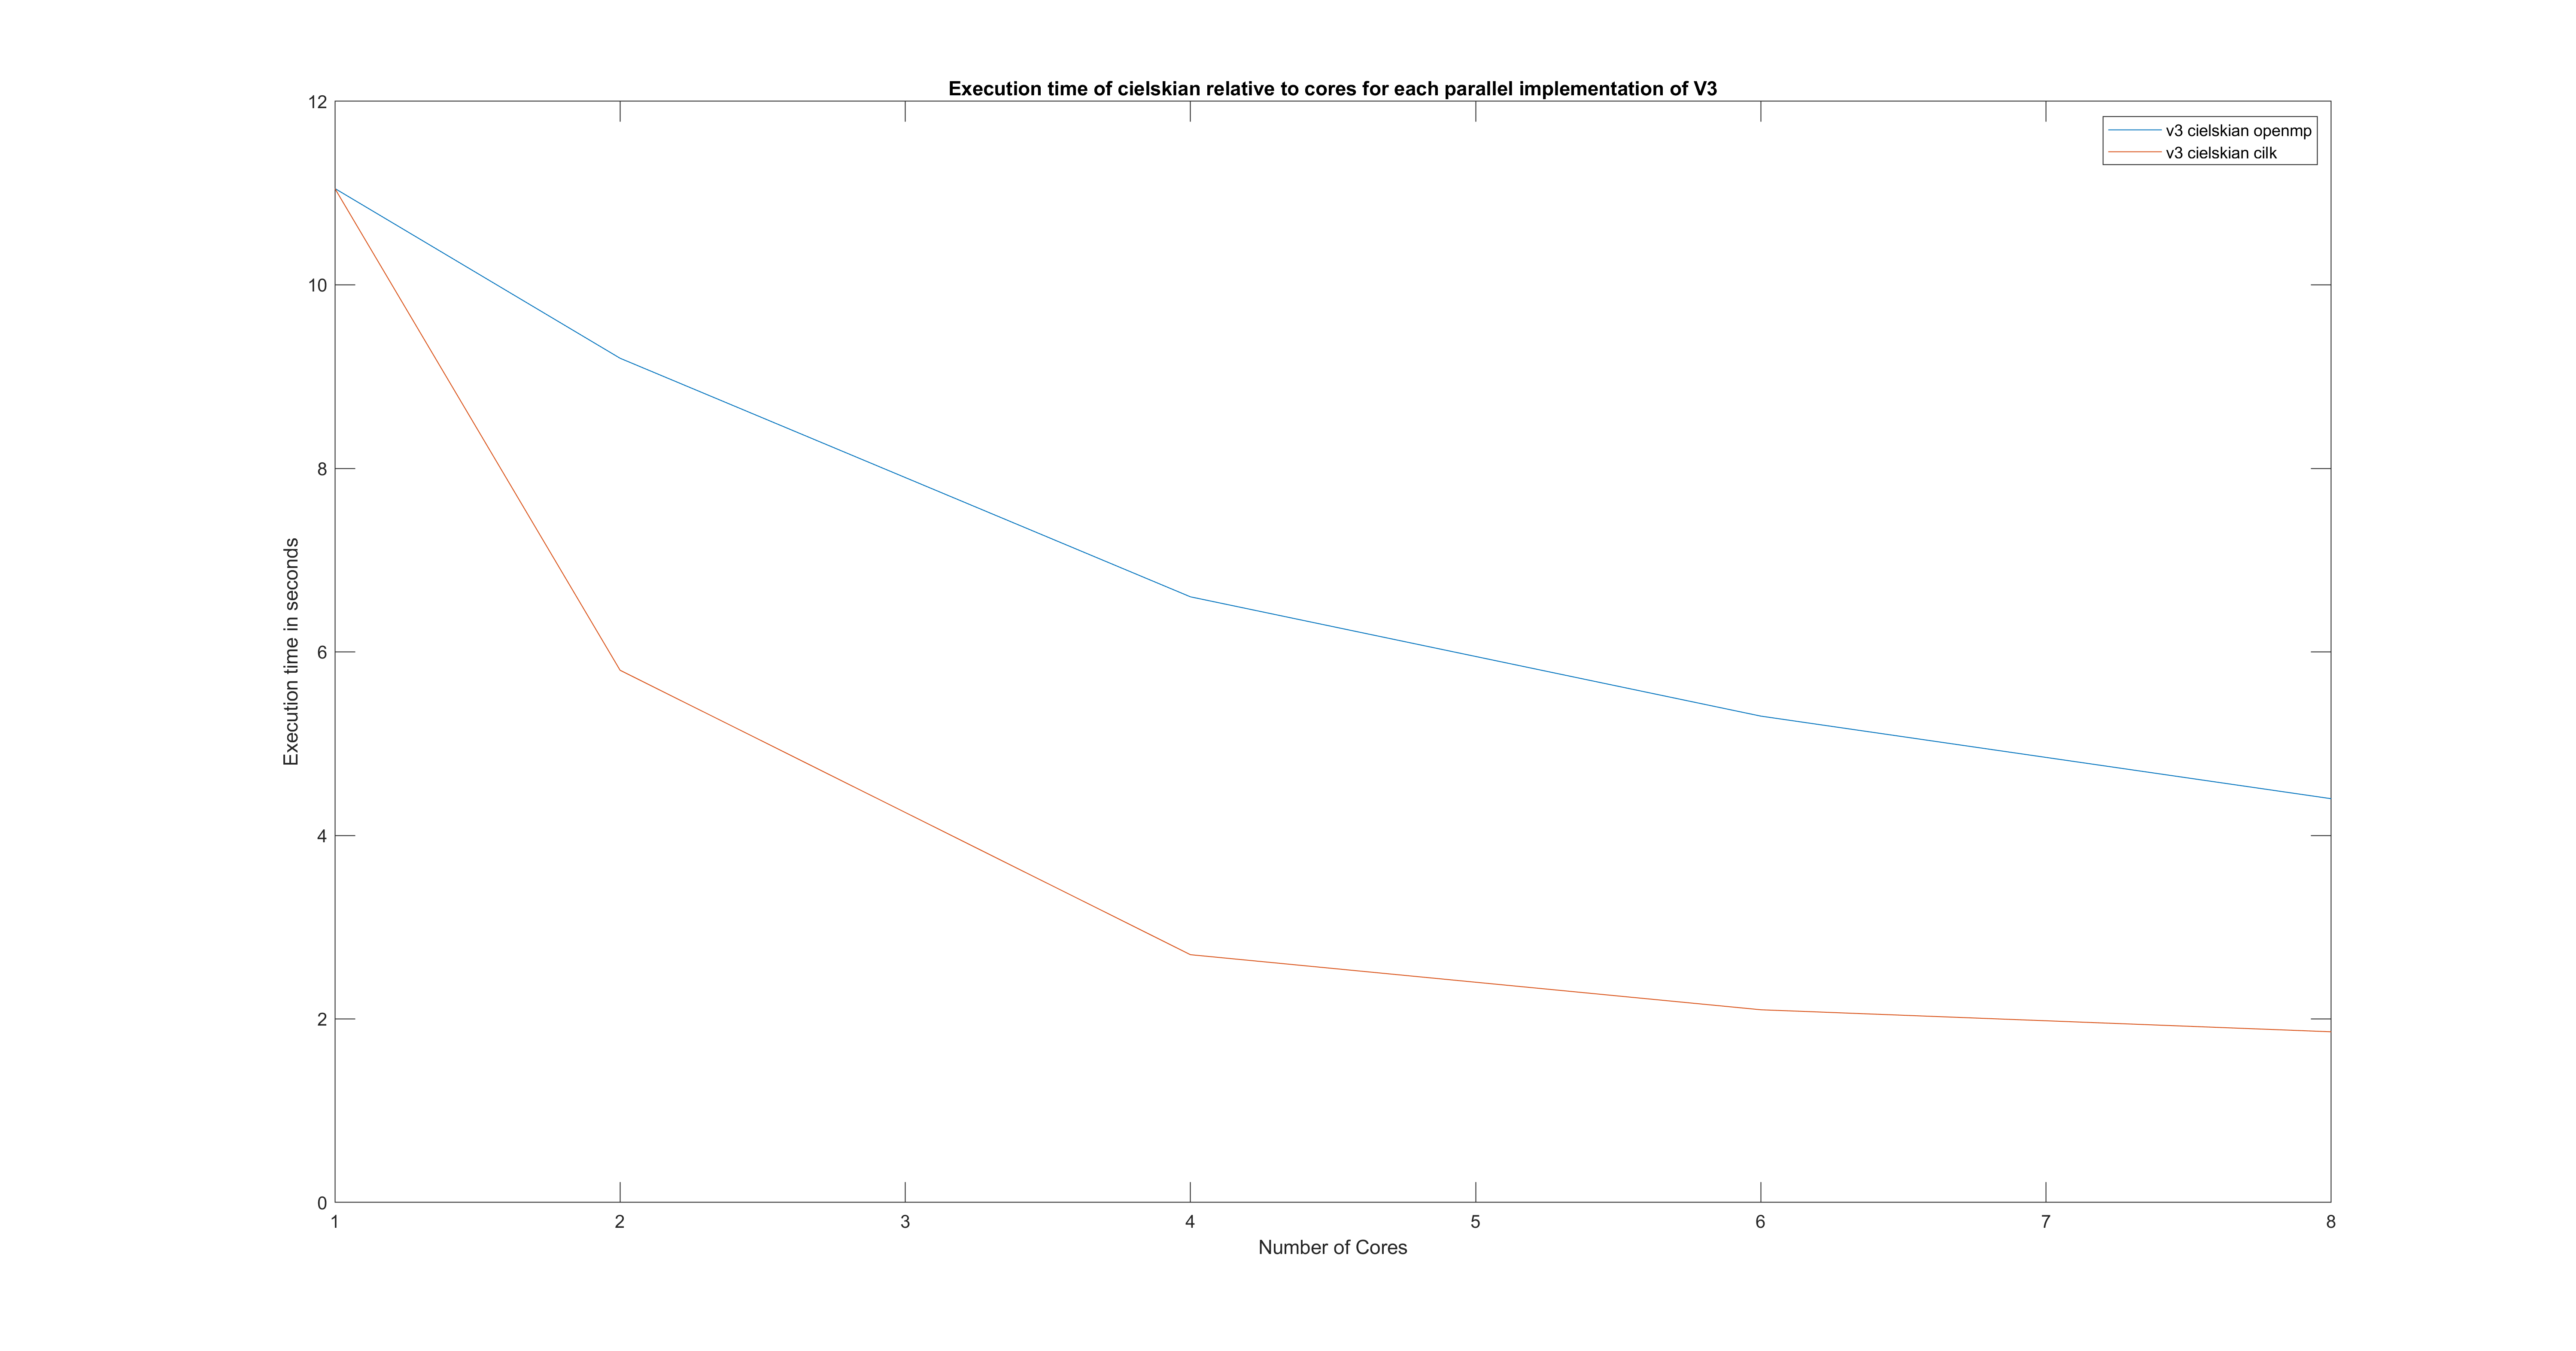 Execution time of cielskian relative to cores for each parallel implementation of V3
12
10
8
6
4
2
0
Execution time in seconds
v3 cielskian openmp
v3 cielskian cilk
1 2 3 4 5 6 7 8
Number of Cores